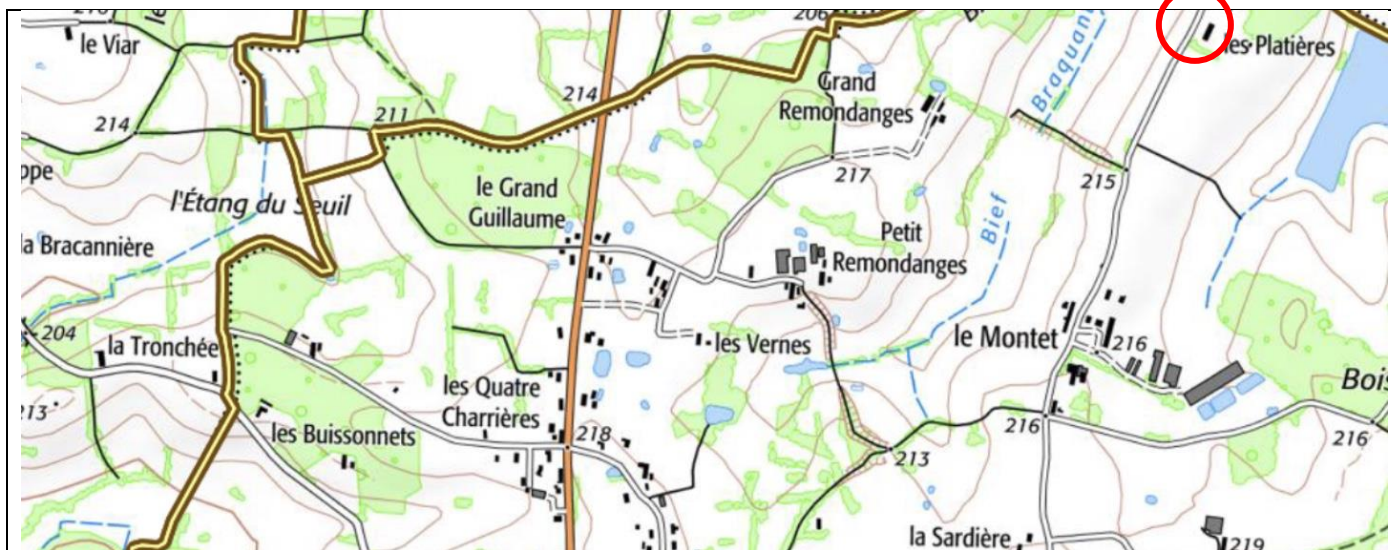 206
le Viar
les Platières
Grand
Remondanges
Braquan
214
211
214
217
215
l'Étang du Seuil
le Grand
Guillaume
Bief
la Bracannière
Petit
Remondanges
204
la Tronchée
les Vernes
le Montet
216
les Quatre
Charrières
Bois
213
les Buissonnets
218
216
216
213
la Sardière
219